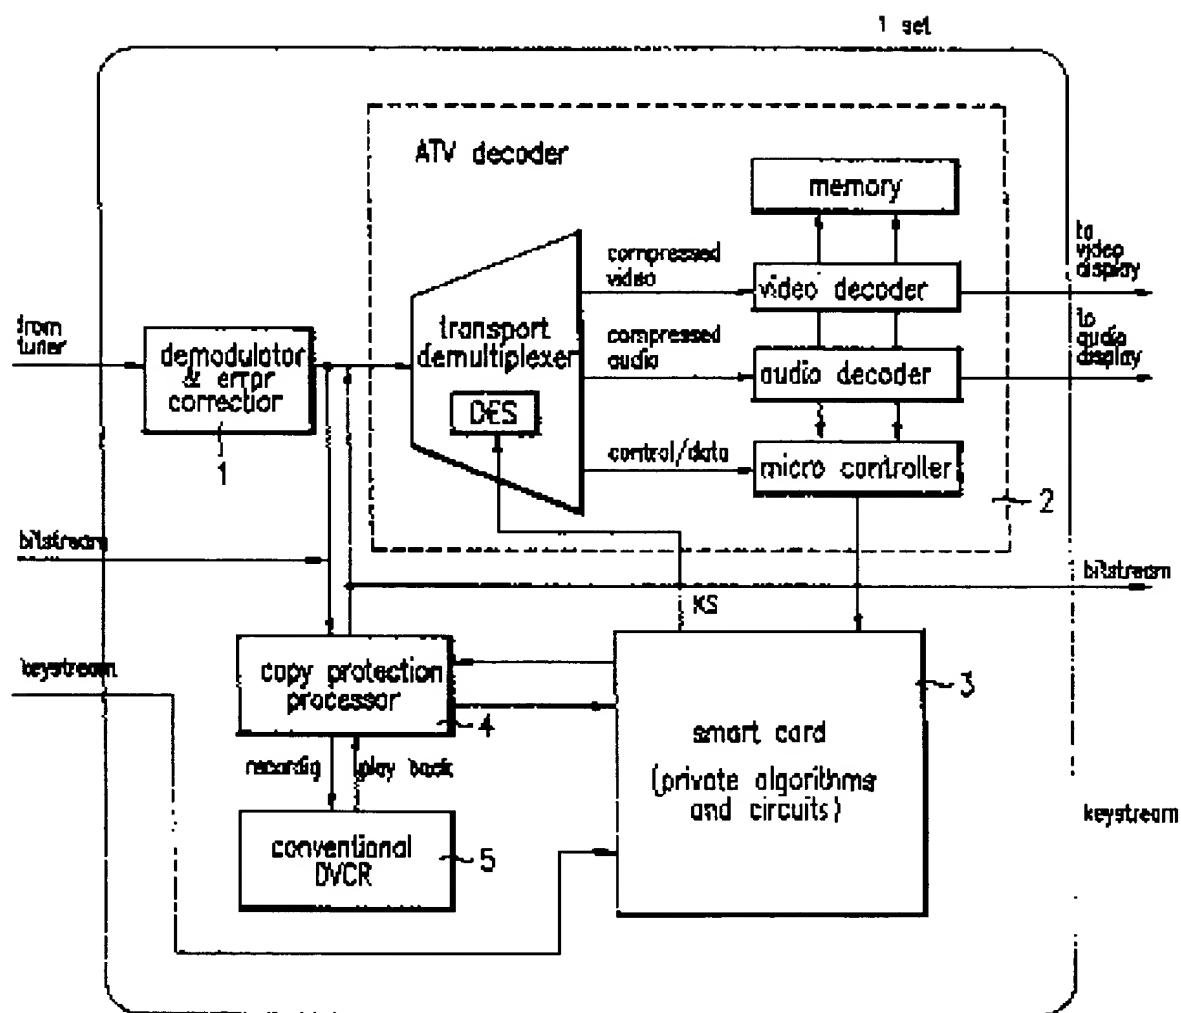 1 set
ATV decoder
memory
compressed
video
video decoder
to
video
display
from
tuner
demodulator
& error
correction
1
transport
demultiplexer
DES
compressed
audio
audio decoder
to
audio
display
control/data
micro controller
2
bitstream
bitstream
KS
keystream
copy protection
processor
4
3
smart card
(private algorithms
and circuits)
recordig
play back
conventional
DVCR
5
keystream